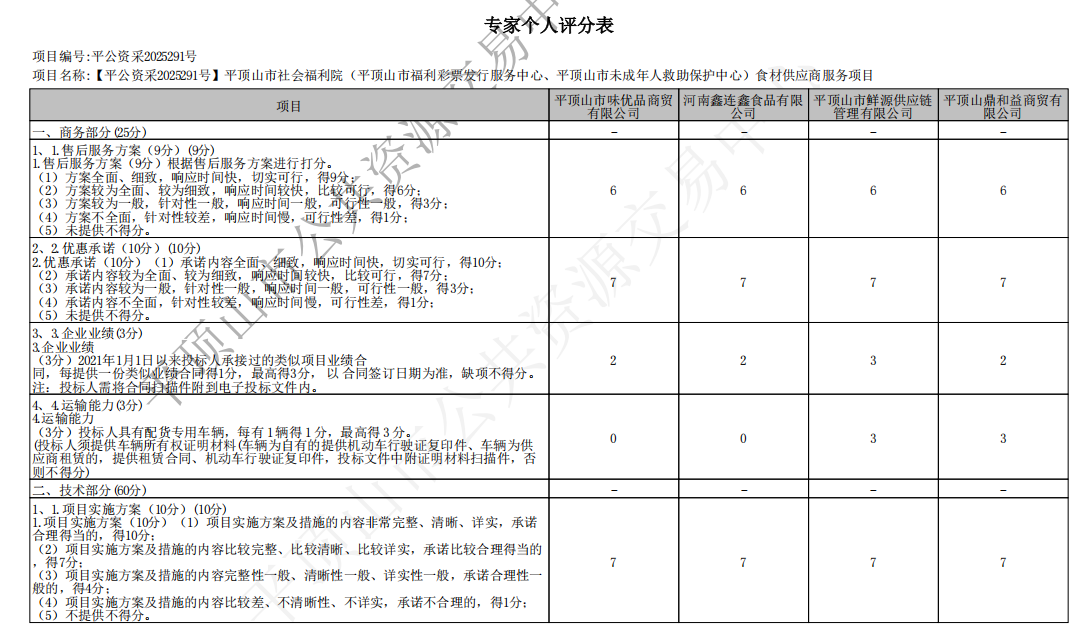 专家个人评分表
项目编号:平公资采2025291号
项目名称:【平公资采2025291号】平顶山市社会福利院（平顶山市福利彩票发行服务中心、平顶山市未成年人救助保护中心）食材供应商服务项目
项目 平顶山市味优品商贸有限公司 河南鑫连鑫食品有限公司 平顶山市鲜源供应链管理有限公司 平顶山鼎和益商贸有限公司
一、商务部分(25分) － － － －
1、1.售后服务方案（9分）(9分)
1.售后服务方案（9分）根据售后服务方案进行打分。
（1）方案全面、细致，响应时间快，切实可行，得9分；
（2）方案较为全面、较为细致，响应时间较快，比较可行，得6分；
（3）方案较为一般，针对性一般，响应时间一般，可行性一般，得3分；
（4）方案不全面，针对性较差，响应时间慢，可行性差，得1分；
（5）未提供不得分。
6 6 6 6
2、2.优惠承诺（10分）(10分)
2.优惠承诺（10分）（1）承诺内容全面、细致，响应时间快，切实可行，得10分；
（2）承诺内容较为全面、较为细致，响应时间较快，比较可行，得7分；
（3）承诺内容较为一般，针对性一般，响应时间一般，可行性一般，得3分；
（4）承诺内容不全面，针对性较差，响应时间慢，可行性差，得1分；
（5）未提供不得分。
7 7 7 7
3、3.企业业绩(3分)
3.企业业绩
（3分）2021年1月1日以来投标人承接过的类似项目业绩合
同，每提供一份类似业绩合同得1分，最高得3分， 以 合同签订日期为准，缺项不得分。
注：投标人需将合同扫描件附到电子投标文件内。
2 2 3 2
4、4.运输能力(3分)
4.运输能力
（3分）投标人具有配货专用车辆，每有 1 辆得 1 分，最高得 3 分。
(投标人须提供车辆所有权证明材料(车辆为自有的提供机动车行驶证复印件、车辆为供
应商租赁的，提供租赁合同、机动车行驶证复印件，投标文件中附证明材料扫描件，否
则不得分)
0 0 3 3
二、技术部分(60分) － － － －
1、1.项目实施方案（10分）(10分)
1.项目实施方案（10分）（1）项目实施方案及措施的内容非常完整、清晰、详实，承诺
合理得当的，得10分；
（2）项目实施方案及措施的内容比较完整、比较清晰、比较详实，承诺比较合理得当的
，得7分；
（3）项目实施方案及措施的内容完整性一般、清晰性一般、详实性一般，承诺合理性一
般的，得4分；
（4）项目实施方案及措施的内容比较差、不清晰性、不详实，承诺不合理的，得1分；
（5）不提供不得分。
7 7 7 7
平顶山市公共资源交易中
平顶山市公共资源交易中